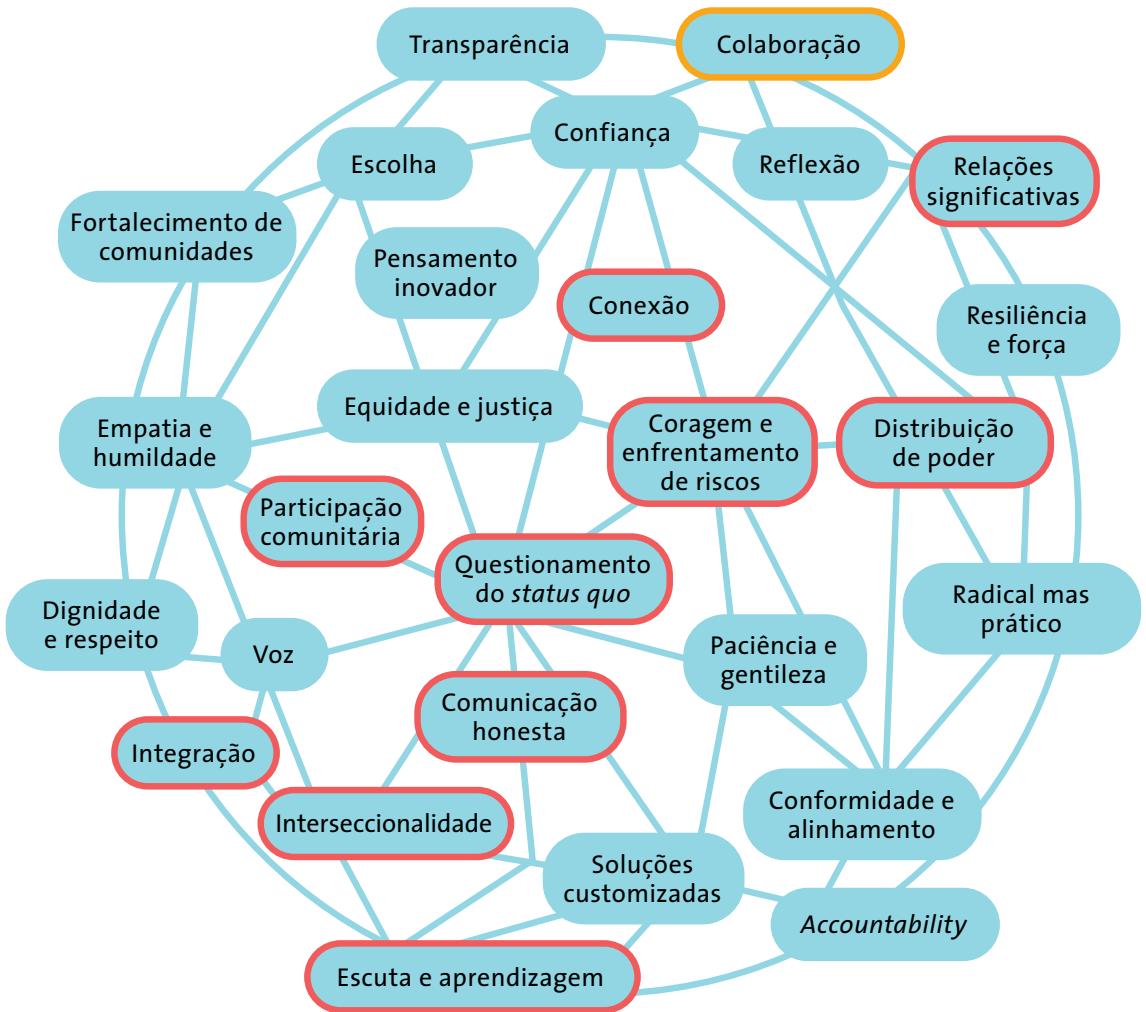 Transparência
Colaboração
Confiança
Escolha
Reflexão
Relações
significativas
Fortalecimento de
comunidades
Pensamento
inovador
Conexão
Resiliência
e força
Equidade e justiça
Empatia e
humildade
Coragem e
enfrentamento
de riscos
Distribuição
de poder
Participação
comunitária
Questionamento
do status quo
Dignidade
e respeito
Voz
Paciência e
gentileza
Radical mas
prático
Comunicação
honesta
Integração
Interseccionalidade
Conformidade e
alinhamento
Soluções
customizadas
Accountability
Escuta e aprendizagem